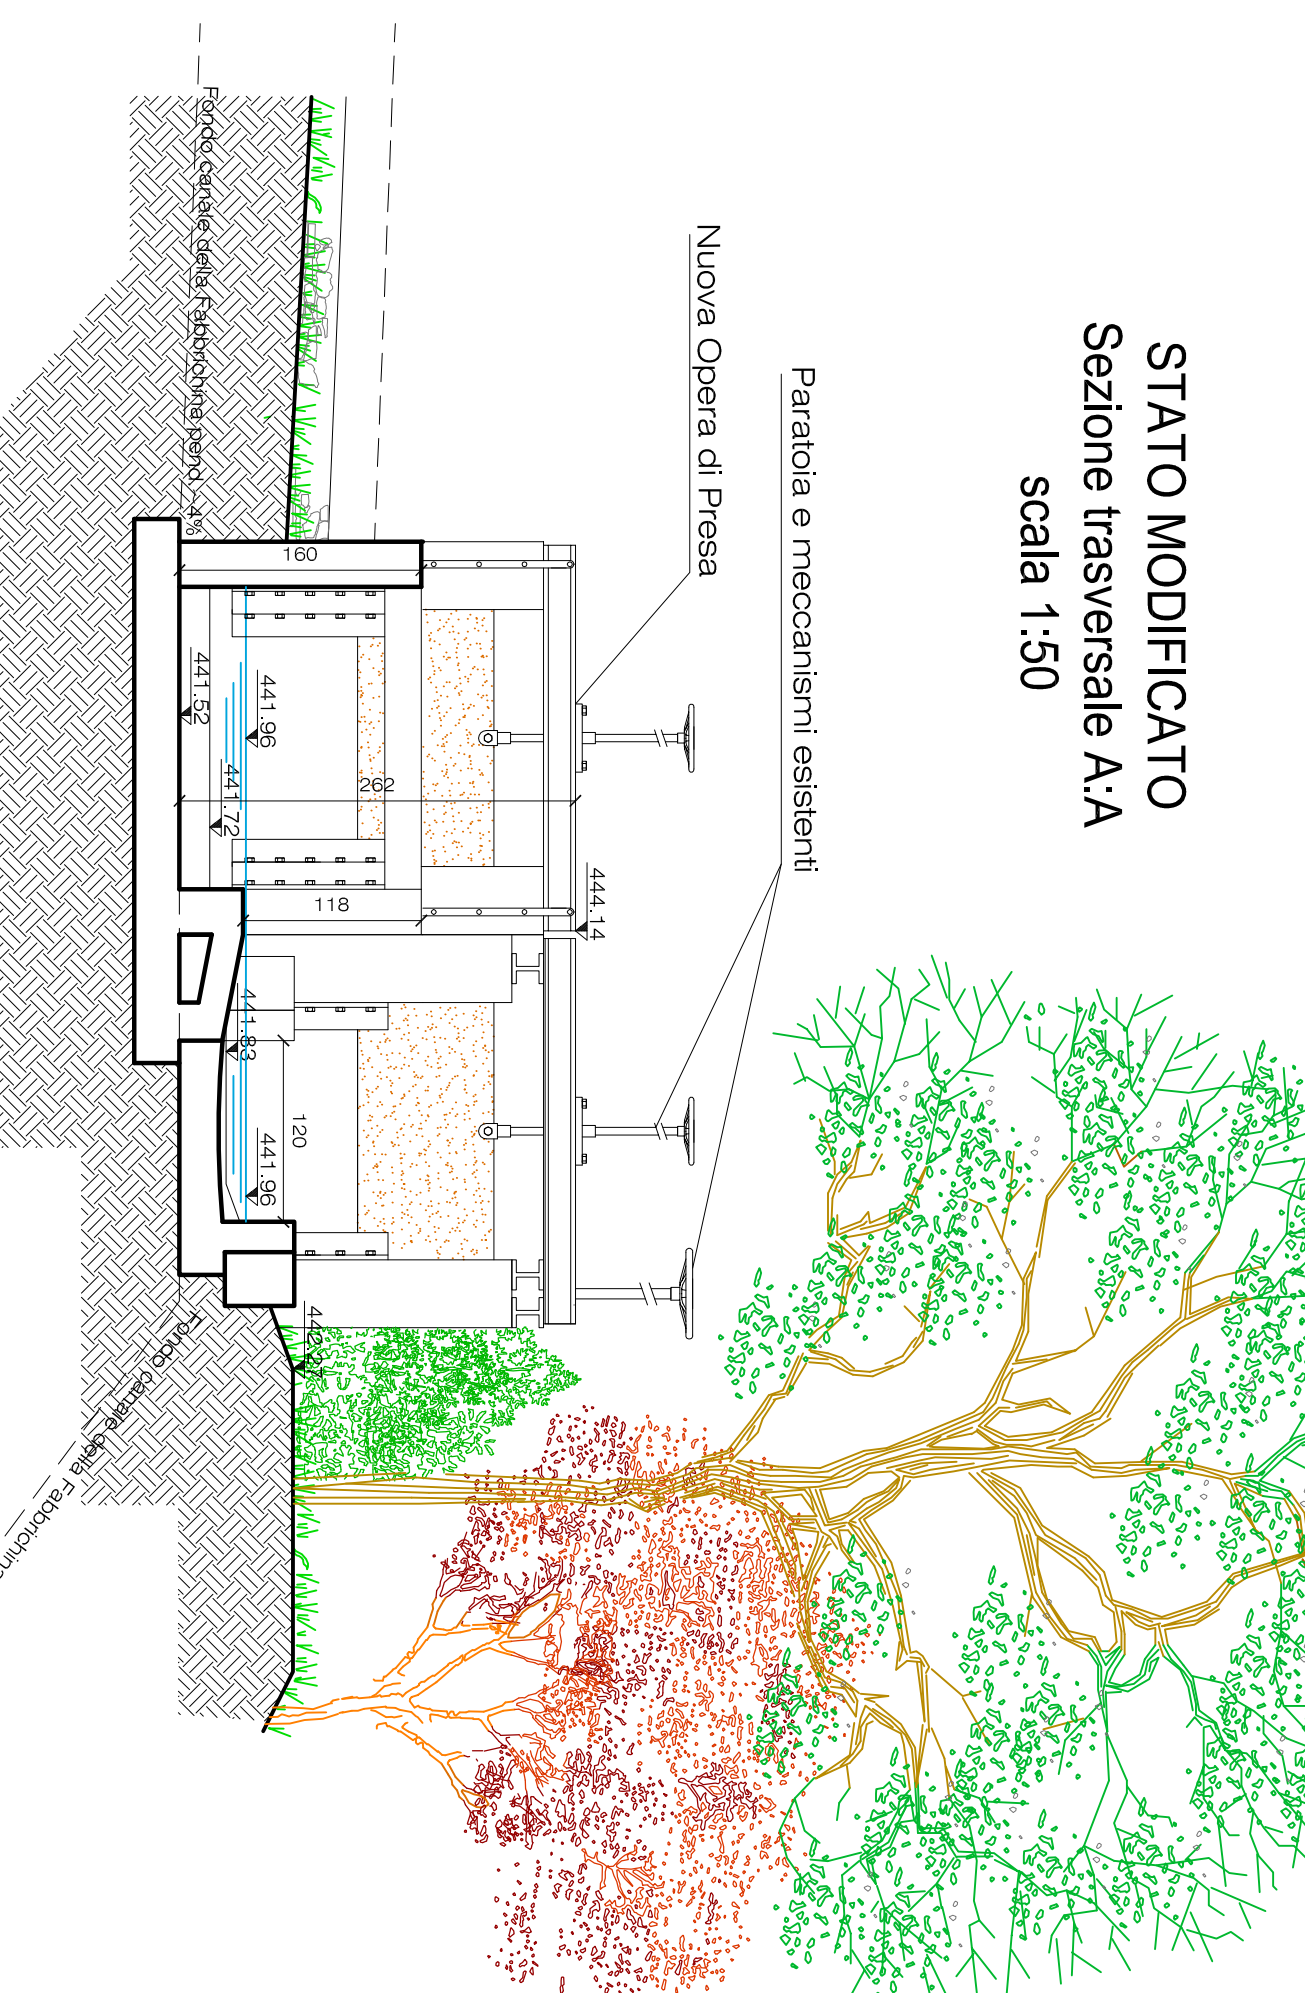 STATO MODIFICATO
Sezione trasversale A:A
scala 1:50
Paratoia e meccanismi esistenti
Nuova Opera di Presa
444.14
262
160
118
441.96
441.72
441.52
441.83
120
441.96
442.27
Fondo canale della Fabbrichina pend. ~4%
Fondo canale della